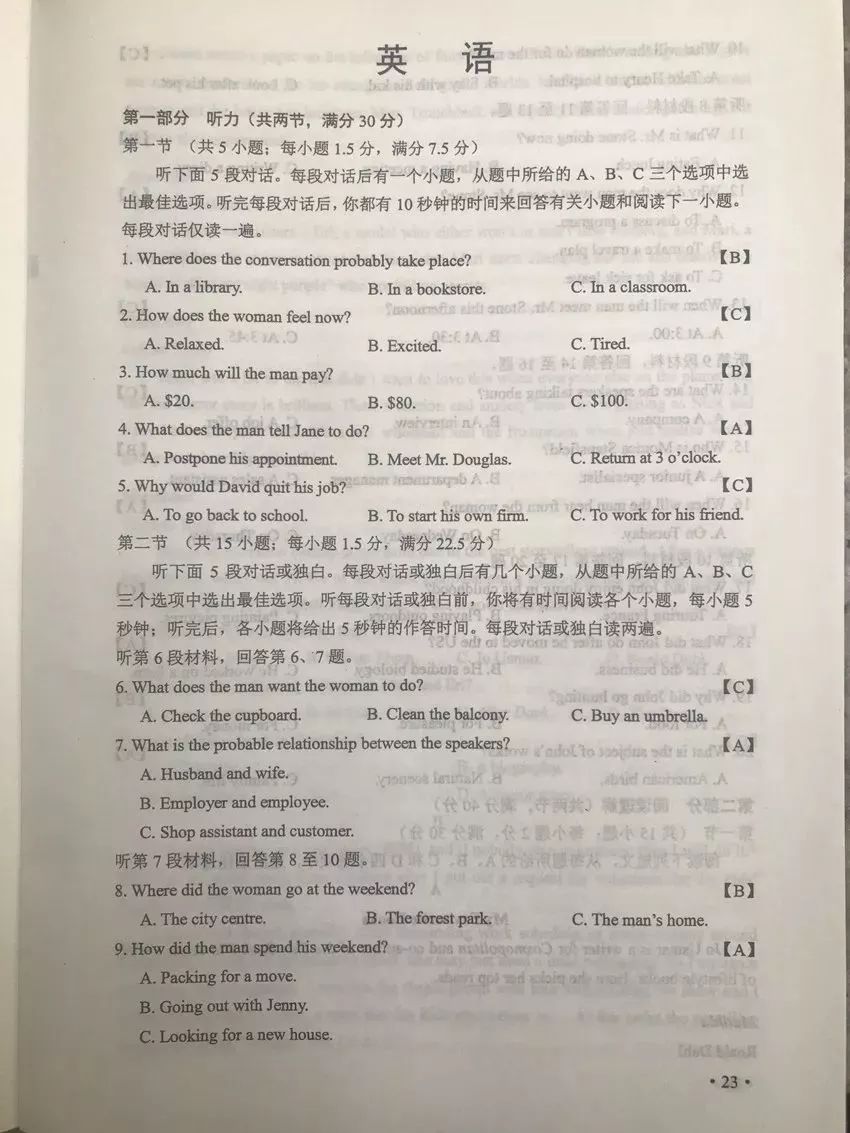 英 语
第一部分 听力（共两节，满分 30 分）
第一节 （共 5 小题；每小题 1.5 分，满分 7.5 分）
听下面 5 段对话。每段对话后有一个小题，从题中所给的 A、B、C 三个选项中选
出最佳选项。听完每段对话后，你都有 10 秒钟的时间来回答有关小题和阅读下一小题。
每段对话仅读一遍。
1. Where does the conversation probably take place? 【B】
A. In a library. B. In a bookstore. C. In a classroom.
2. How does the woman feel now? 【C】
A. Relaxed. B. Excited. C. Tired.
3. How much will the man pay? 【B】
A. $20. B. $80. C. $100.
4. What does the man tell Jane to do? 【A】
A. Postpone his appointment. B. Meet Mr. Douglas. C. Return at 3 o'clock.
5. Why would David quit his job? 【C】
A. To go back to school. B. To start his own firm. C. To work for his friend.
第二节 （共 15 小题；每小题 1.5 分，满分 22.5 分）
听下面 5 段对话或独白。每段对话或独白后有几个小题，从题中所给的 A、B、C
三个选项中选出最佳选项。听每段对话或独白前，你将有时间阅读各个小题，每小题 5
秒钟；听完后，各小题将给出 5 秒钟的作答时间。每段对话或独白读两遍。
听第 6 段材料，回答第 6、7 题。
6. What does the man want the woman to do? 【C】
A. Check the cupboard. B. Clean the balcony. C. Buy an umbrella.
7. What is the probable relationship between the speakers? 【A】
A. Husband and wife.
B. Employer and employee.
C. Shop assistant and customer.
听第 7 段材料，回答第 8 至 10 题。
8. Where did the woman go at the weekend? 【B】
A. The city centre. B. The forest park. C. The man's home.
9. How did the man spend his weekend? 【A】
A. Packing for a move.
B. Going out with Jenny.
C. Looking for a new house.
· 23 ·